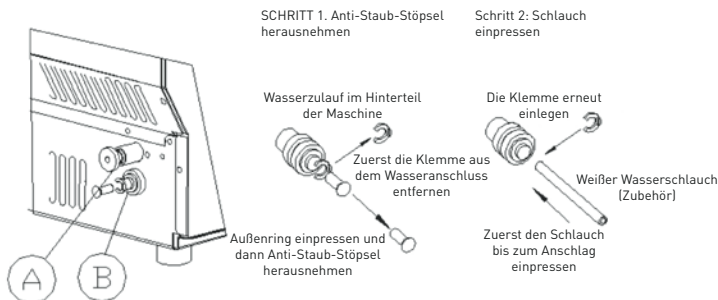 SCHRITT 1. Anti-Staub-Stöpsel
herausnehmen
Schritt 2: Schlauch
einpressen
Wasserzulauf im Hinterteil
der Maschine
Zuerst die Klemme aus
dem Wasseranschluss
entfernen
Außenring einpressen und
dann Anti-Staub-Stöpsel
herausnehmen
Die Klemme erneut
einlegen
Weißer Wasserschlauch
(Zubehör)
Zuerst den Schlauch
bis zum Anschlag
einpressen
A
B